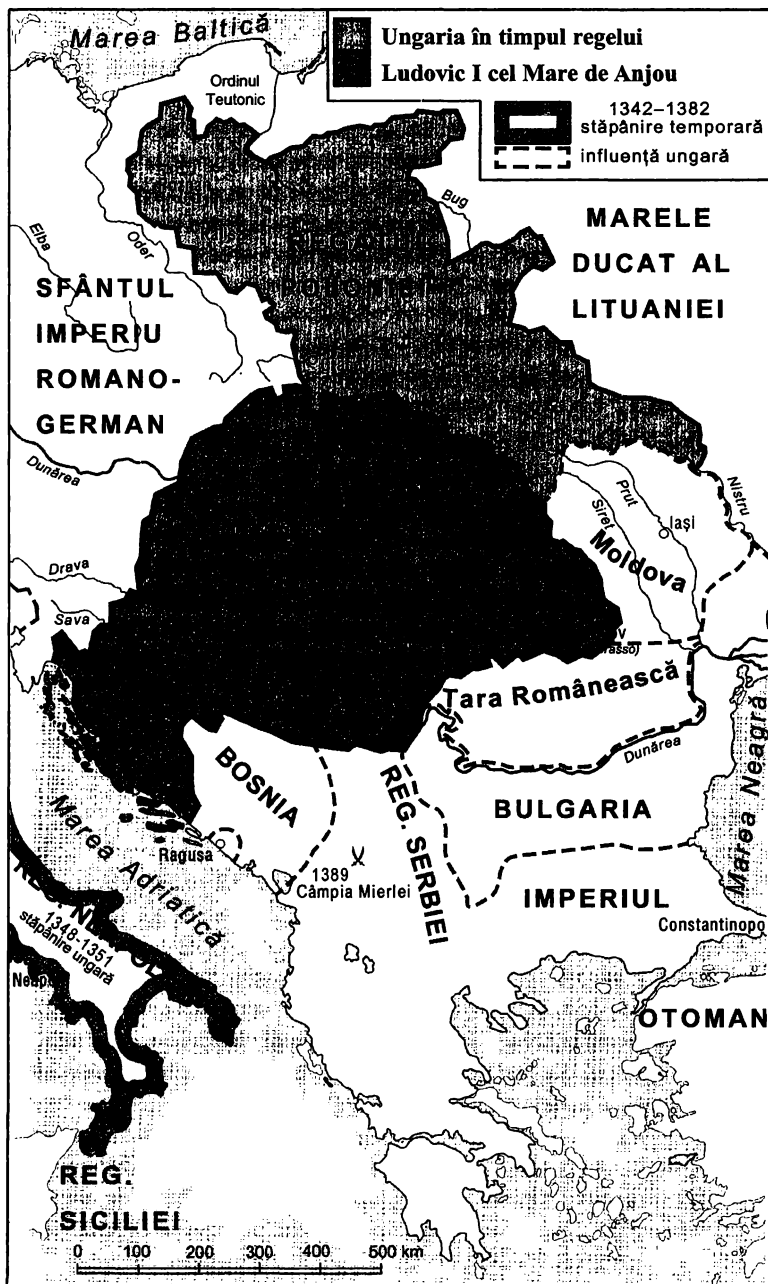 Marea Baltică
Ungaria în timpul regelui
Ludovic I cel Mare de Anjou
1342–1382
stăpânire temporară
influență ungară
Ordinul
Teutonic
Bug
MARELE
DUCAT AL
LITUANIEI
Elba
Oder
SFÂNTUL
IMPERIU
ROMANO-
GERMAN
Dunărea
Nistru
Prut
Siret
Iași
Moldova
Drava
Sava
Tara Românească
Dunărea
Marea Neagră
BOSNIA
REG. SERBIEI
BULGARIA
Marea Adriatică
Ragusa
1389
Câmpia Mierlei
IMPERIUL
Constantinopo
1348-1351
stăpânire ungară
OTOMAN
REG.
SICILIEI
0 100 200 300 400 500 km